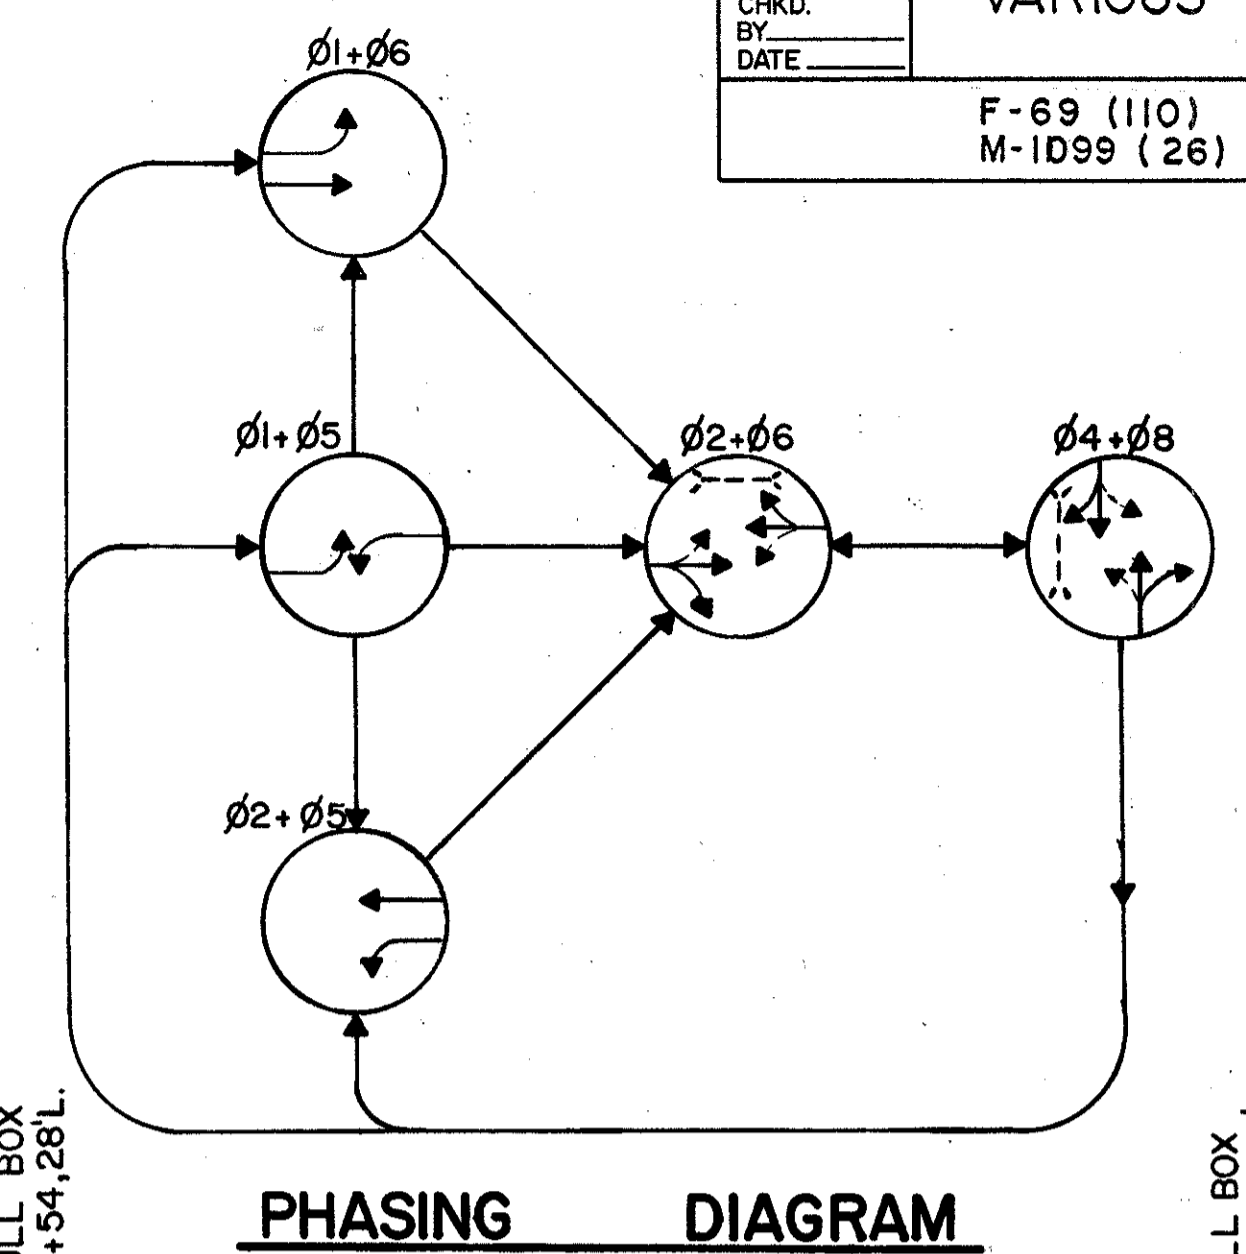 CHKD.
BY
DATE
VARIOUS
F-69 (110)
M-1D99 (26)
Ø1+Ø6
Ø1+Ø5
Ø2+Ø6
Ø4+Ø8
Ø2+Ø5
BOX
+54,28'L.
BOX
PHASING DIAGRAM